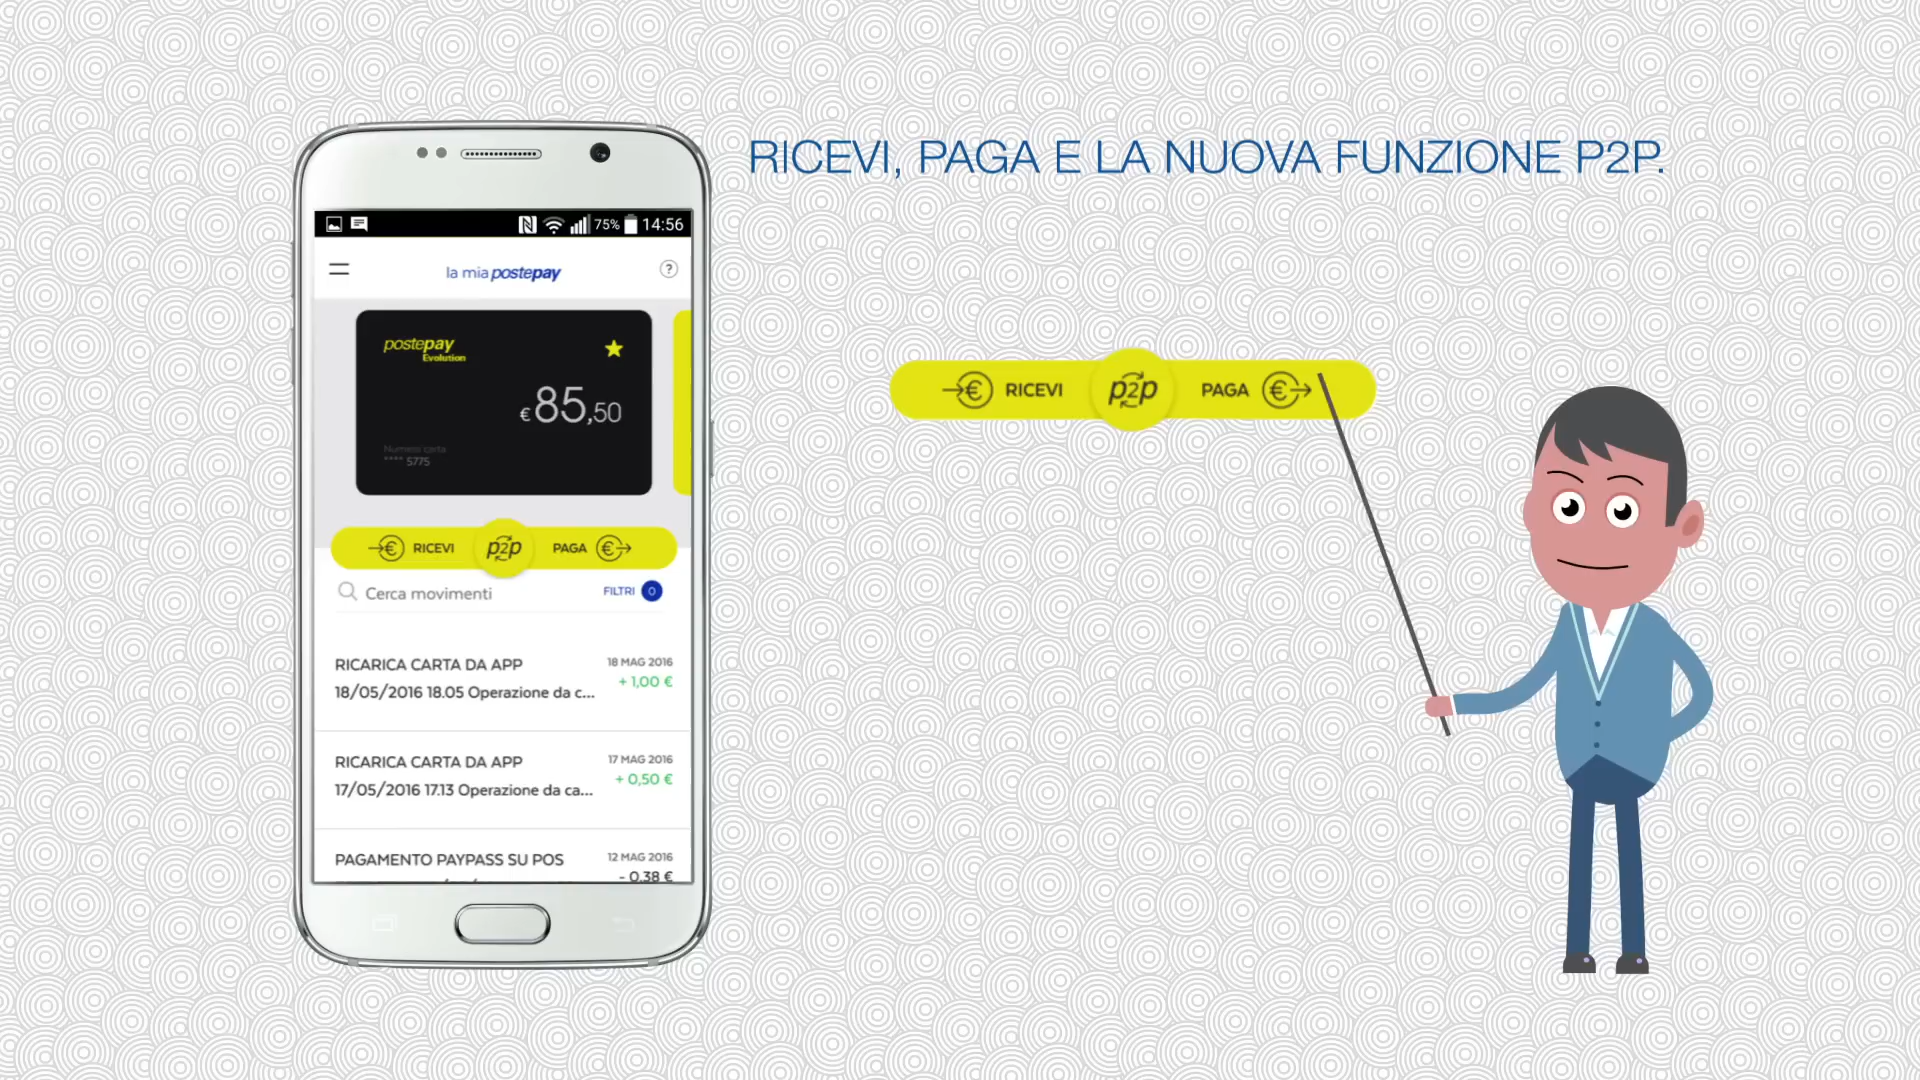 RICEVI, PAGA E LA NUOVA FUNZIONE P2P.
75% 14:56
la mia postepay ?
postepay
Evolution
€85,50
Numero carta
**** 5775
€ RICEVI p2p PAGA €
Cerca movimenti FILTRI 0
RICARICA CARTA DA APP 18 MAG 2016
+ 1,00 €
18/05/2016 18.05 Operazione da c...
RICARICA CARTA DA APP 17 MAG 2016
+ 0,50 €
17/05/2016 17.13 Operazione da ca...
PAGAMENTO PAYPASS SU POS 12 MAG 2016
- 0,38 €
€ RICEVI p2p PAGA €